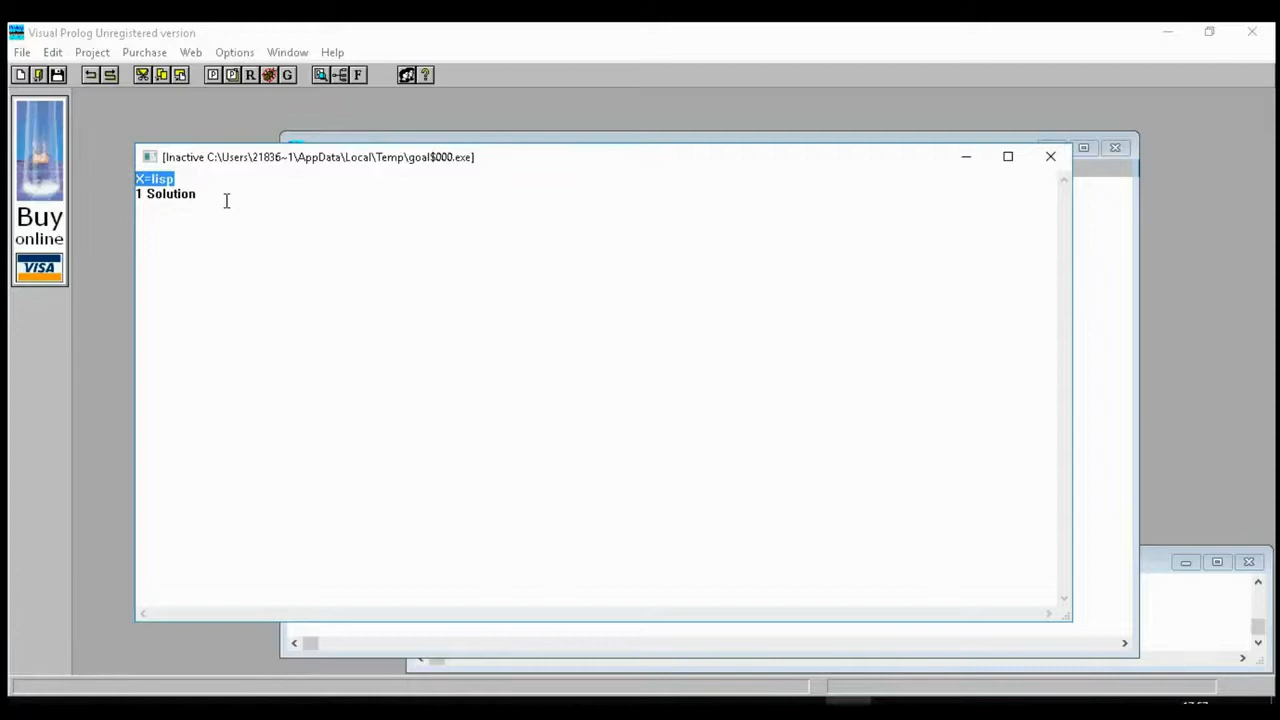 Visual Prolog Unregistered version
File Edit Project Purchase Web Options Window Help
P P R G F ?
Buy
online
VISA
[Inactive C:\Users\21836~1\AppData\Local\Temp\goal$000.exe]
X=lisp
1 Solution